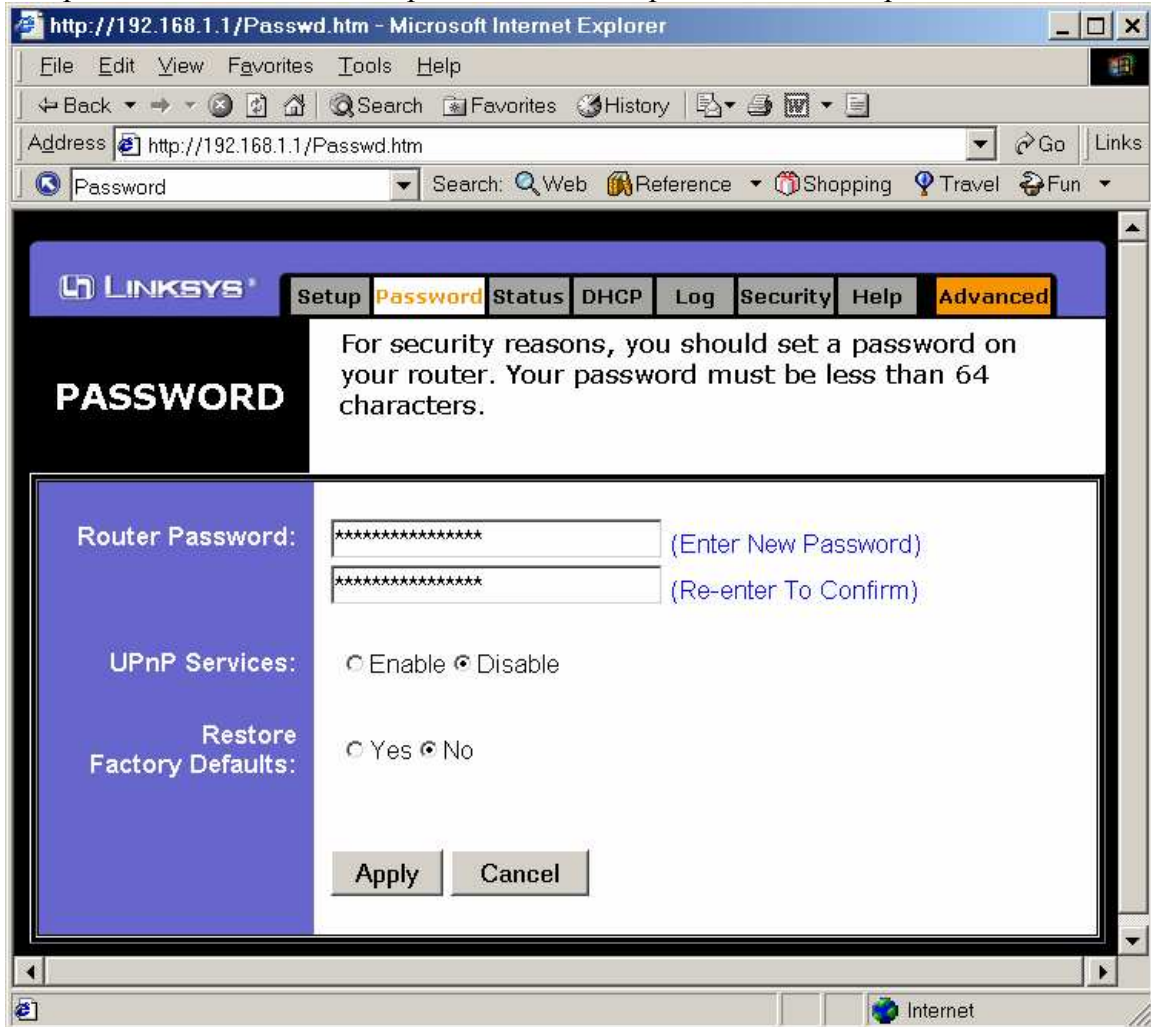 http://192.168.1.1/Passwd.htm - Microsoft Internet Explorer
File Edit View Favorites Tools Help
Back Search Favorites History
Address http://192.168.1.1/Passwd.htm Go Links
Password Search: Web Reference Shopping Travel Fun
LINKSYS® Setup Password Status DHCP Log Security Help Advanced
PASSWORD
For security reasons, you should set a password on
your router. Your password must be less than 64
characters.
Router Password: **************** (Enter New Password)
**************** (Re-enter To Confirm)
UPnP Services: Enable Disable
Restore
Factory Defaults: Yes No
Apply Cancel
Internet